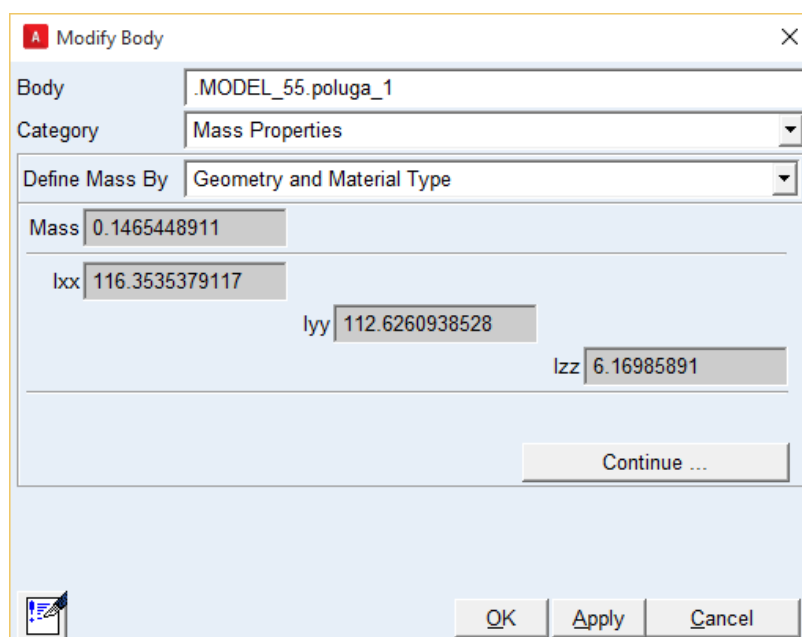 A Modify Body
Body .MODEL_55.poluga_1
Category Mass Properties
Define Mass By Geometry and Material Type
Mass 0.1465448911
Ixx 116.3535379117
Iyy 112.6260938528
Izz 6.16985891
Continue ...
OK Apply Cancel